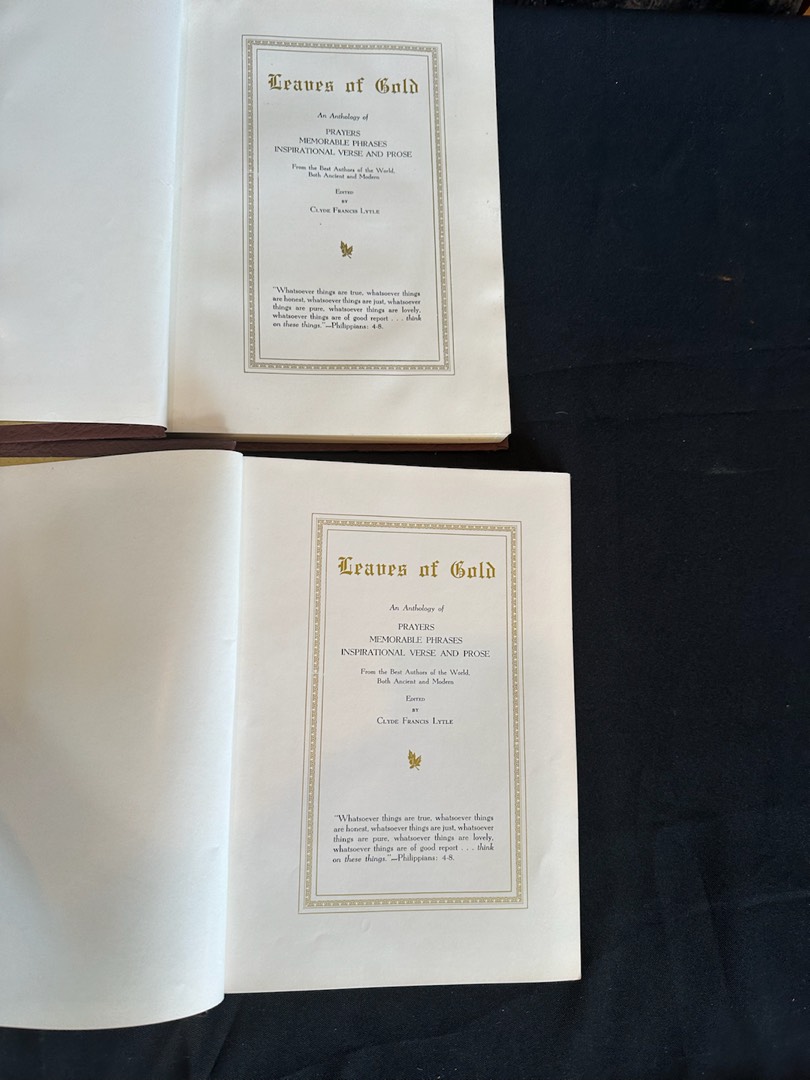 Leaves of Gold
An Anthology of
PRAYERS
MEMORABLE PHRASES
INSPIRATIONAL VERSE AND PROSE
From the Best Authors of the World,
Both Ancient and Modern
EDITED
BY
CLYDE FRANCIS LYTLE
"Whatsoever things are true, whatsoever things
are honest, whatsoever things are just, whatsoever
things are pure, whatsoever things are lovely,
whatsoever things are of good report . . . think
on these things."—Philippians: 4-8.
Leaves of Gold
An Anthology of
PRAYERS
MEMORABLE PHRASES
INSPIRATIONAL VERSE AND PROSE
From the Best Authors of the World,
Both Ancient and Modern
EDITED
BY
CLYDE FRANCIS LYTLE
"Whatsoever things are true, whatsoever things
are honest, whatsoever things are just, whatsoever
things are pure, whatsoever things are lovely,
whatsoever things are of good report . . . think
on these things."—Philippians: 4-8.